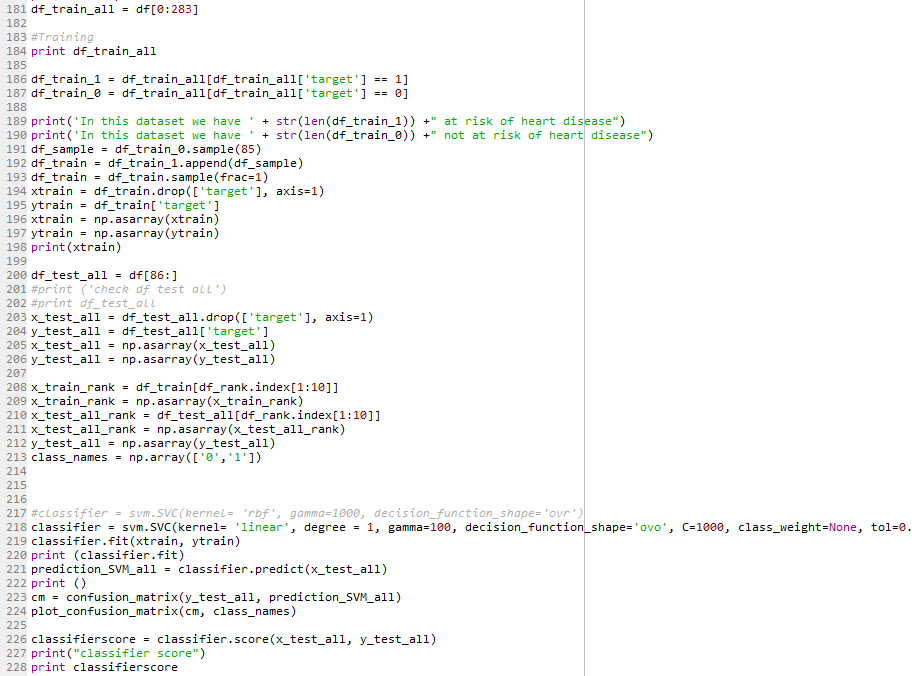 181 df_train_all = df[0:283]
182
183 #Training
184 print df_train_all
185
186 df_train_1 = df_train_all[df_train_all['target'] == 1]
187 df_train_0 = df_train_all[df_train_all['target'] == 0]
188
189 print('In this dataset we have ' + str(len(df_train_1)) +" at risk of heart disease")
190 print('In this dataset we have ' + str(len(df_train_0)) +" not at risk of heart disease")
191 df_sample = df_train_0.sample(85)
192 df_train = df_train_1.append(df_sample)
193 df_train = df_train.sample(frac=1)
194 xtrain = df_train.drop(['target'], axis=1)
195 ytrain = df_train['target']
196 xtrain = np.asarray(xtrain)
197 ytrain = np.asarray(ytrain)
198 print(xtrain)
199
200 df_test_all = df[86:]
201 #print ('check df test all')
202 #print df_test_all
203 x_test_all = df_test_all.drop(['target'], axis=1)
204 y_test_all = df_test_all['target']
205 x_test_all = np.asarray(x_test_all)
206 y_test_all = np.asarray(y_test_all)
207
208 x_train_rank = df_train[df_rank.index[1:10]]
209 x_train_rank = np.asarray(x_train_rank)
210 x_test_all_rank = df_test_all[df_rank.index[1:10]]
211 x_test_all_rank = np.asarray(x_test_all_rank)
212 y_test_all = np.asarray(y_test_all)
213 class_names = np.array(['0','1'])
214
215
216
217 #classifier = svm.SVC(kernel= 'rbf', gamma=1000, decision_function_shape='ovr')
218 classifier = svm.SVC(kernel= 'linear', degree = 1, gamma=100, decision_function_shape='ovo', C=1000, class_weight=None, tol=0.
219 classifier.fit(xtrain, ytrain)
220 print (classifier.fit)
221 prediction_SVM_all = classifier.predict(x_test_all)
222 print ()
223 cm = confusion_matrix(y_test_all, prediction_SVM_all)
224 plot_confusion_matrix(cm, class_names)
225
226 classifierscore = classifier.score(x_test_all, y_test_all)
227 print("classifier score")
228 print classifierscore